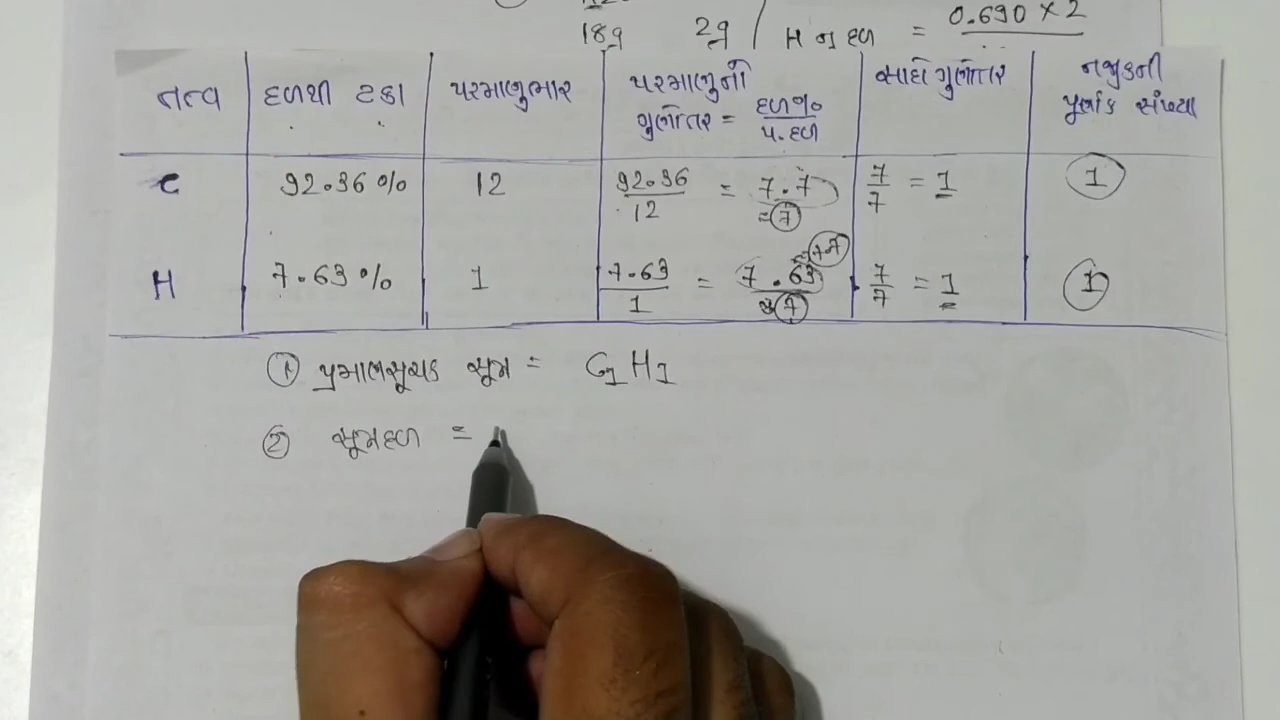 18g 2g H નુ દળ = 0.690 × 2
તત્વ દળથી ટકા પરમાણુભાર પરમાણુનો ગુણોત્તર = દળ% / પ. દળ સાદો ગુણોત્તર નજીકની પૂર્ણાંક સંખ્યા
C 92.36% 12 92.36 / 12 = 7.7 ≈ 7 7/7 = 1 1
H 7.63% 1 7.63 / 1 = 7.63 ≈ 7 7/7 = 1 1
① પ્રમાણસૂચક સૂત્ર = C1H1
② સૂત્રદળ =